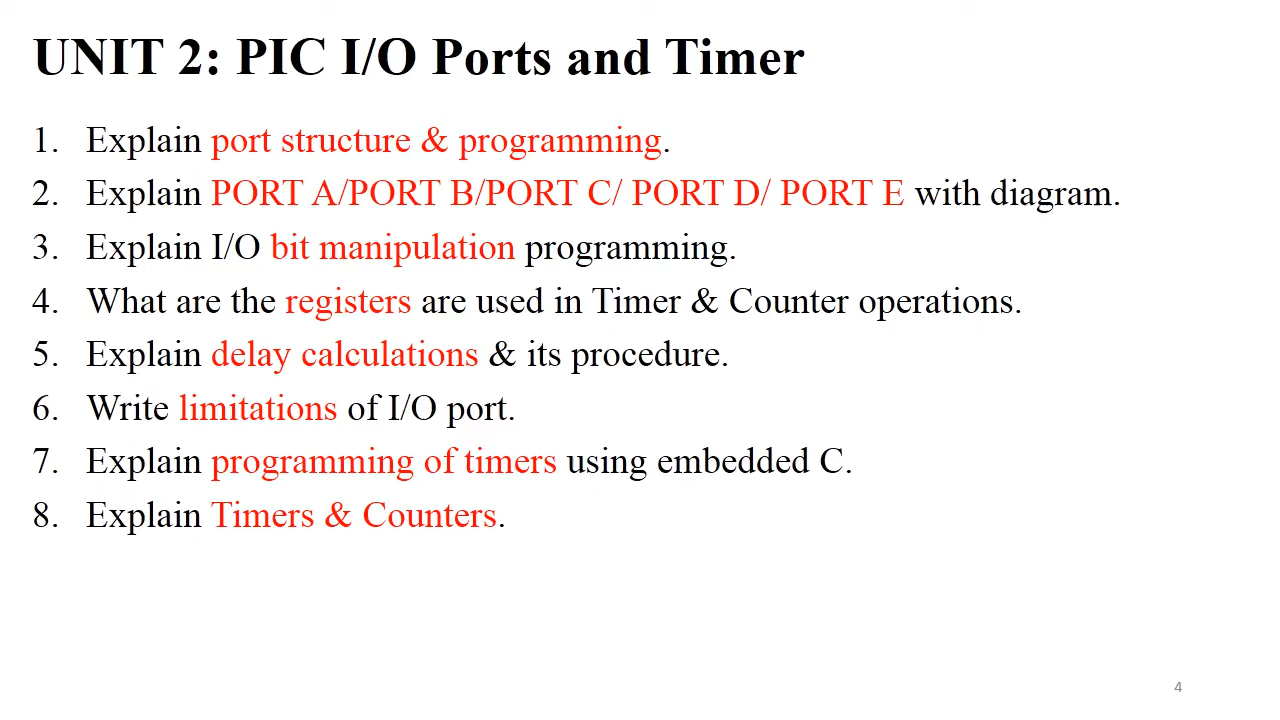 UNIT 2: PIC I/O Ports and Timer
1. Explain port structure & programming.
2. Explain PORT A/PORT B/PORT C/ PORT D/ PORT E with diagram.
3. Explain I/O bit manipulation programming.
4. What are the registers are used in Timer & Counter operations.
5. Explain delay calculations & its procedure.
6. Write limitations of I/O port.
7. Explain programming of timers using embedded C.
8. Explain Timers & Counters.
4